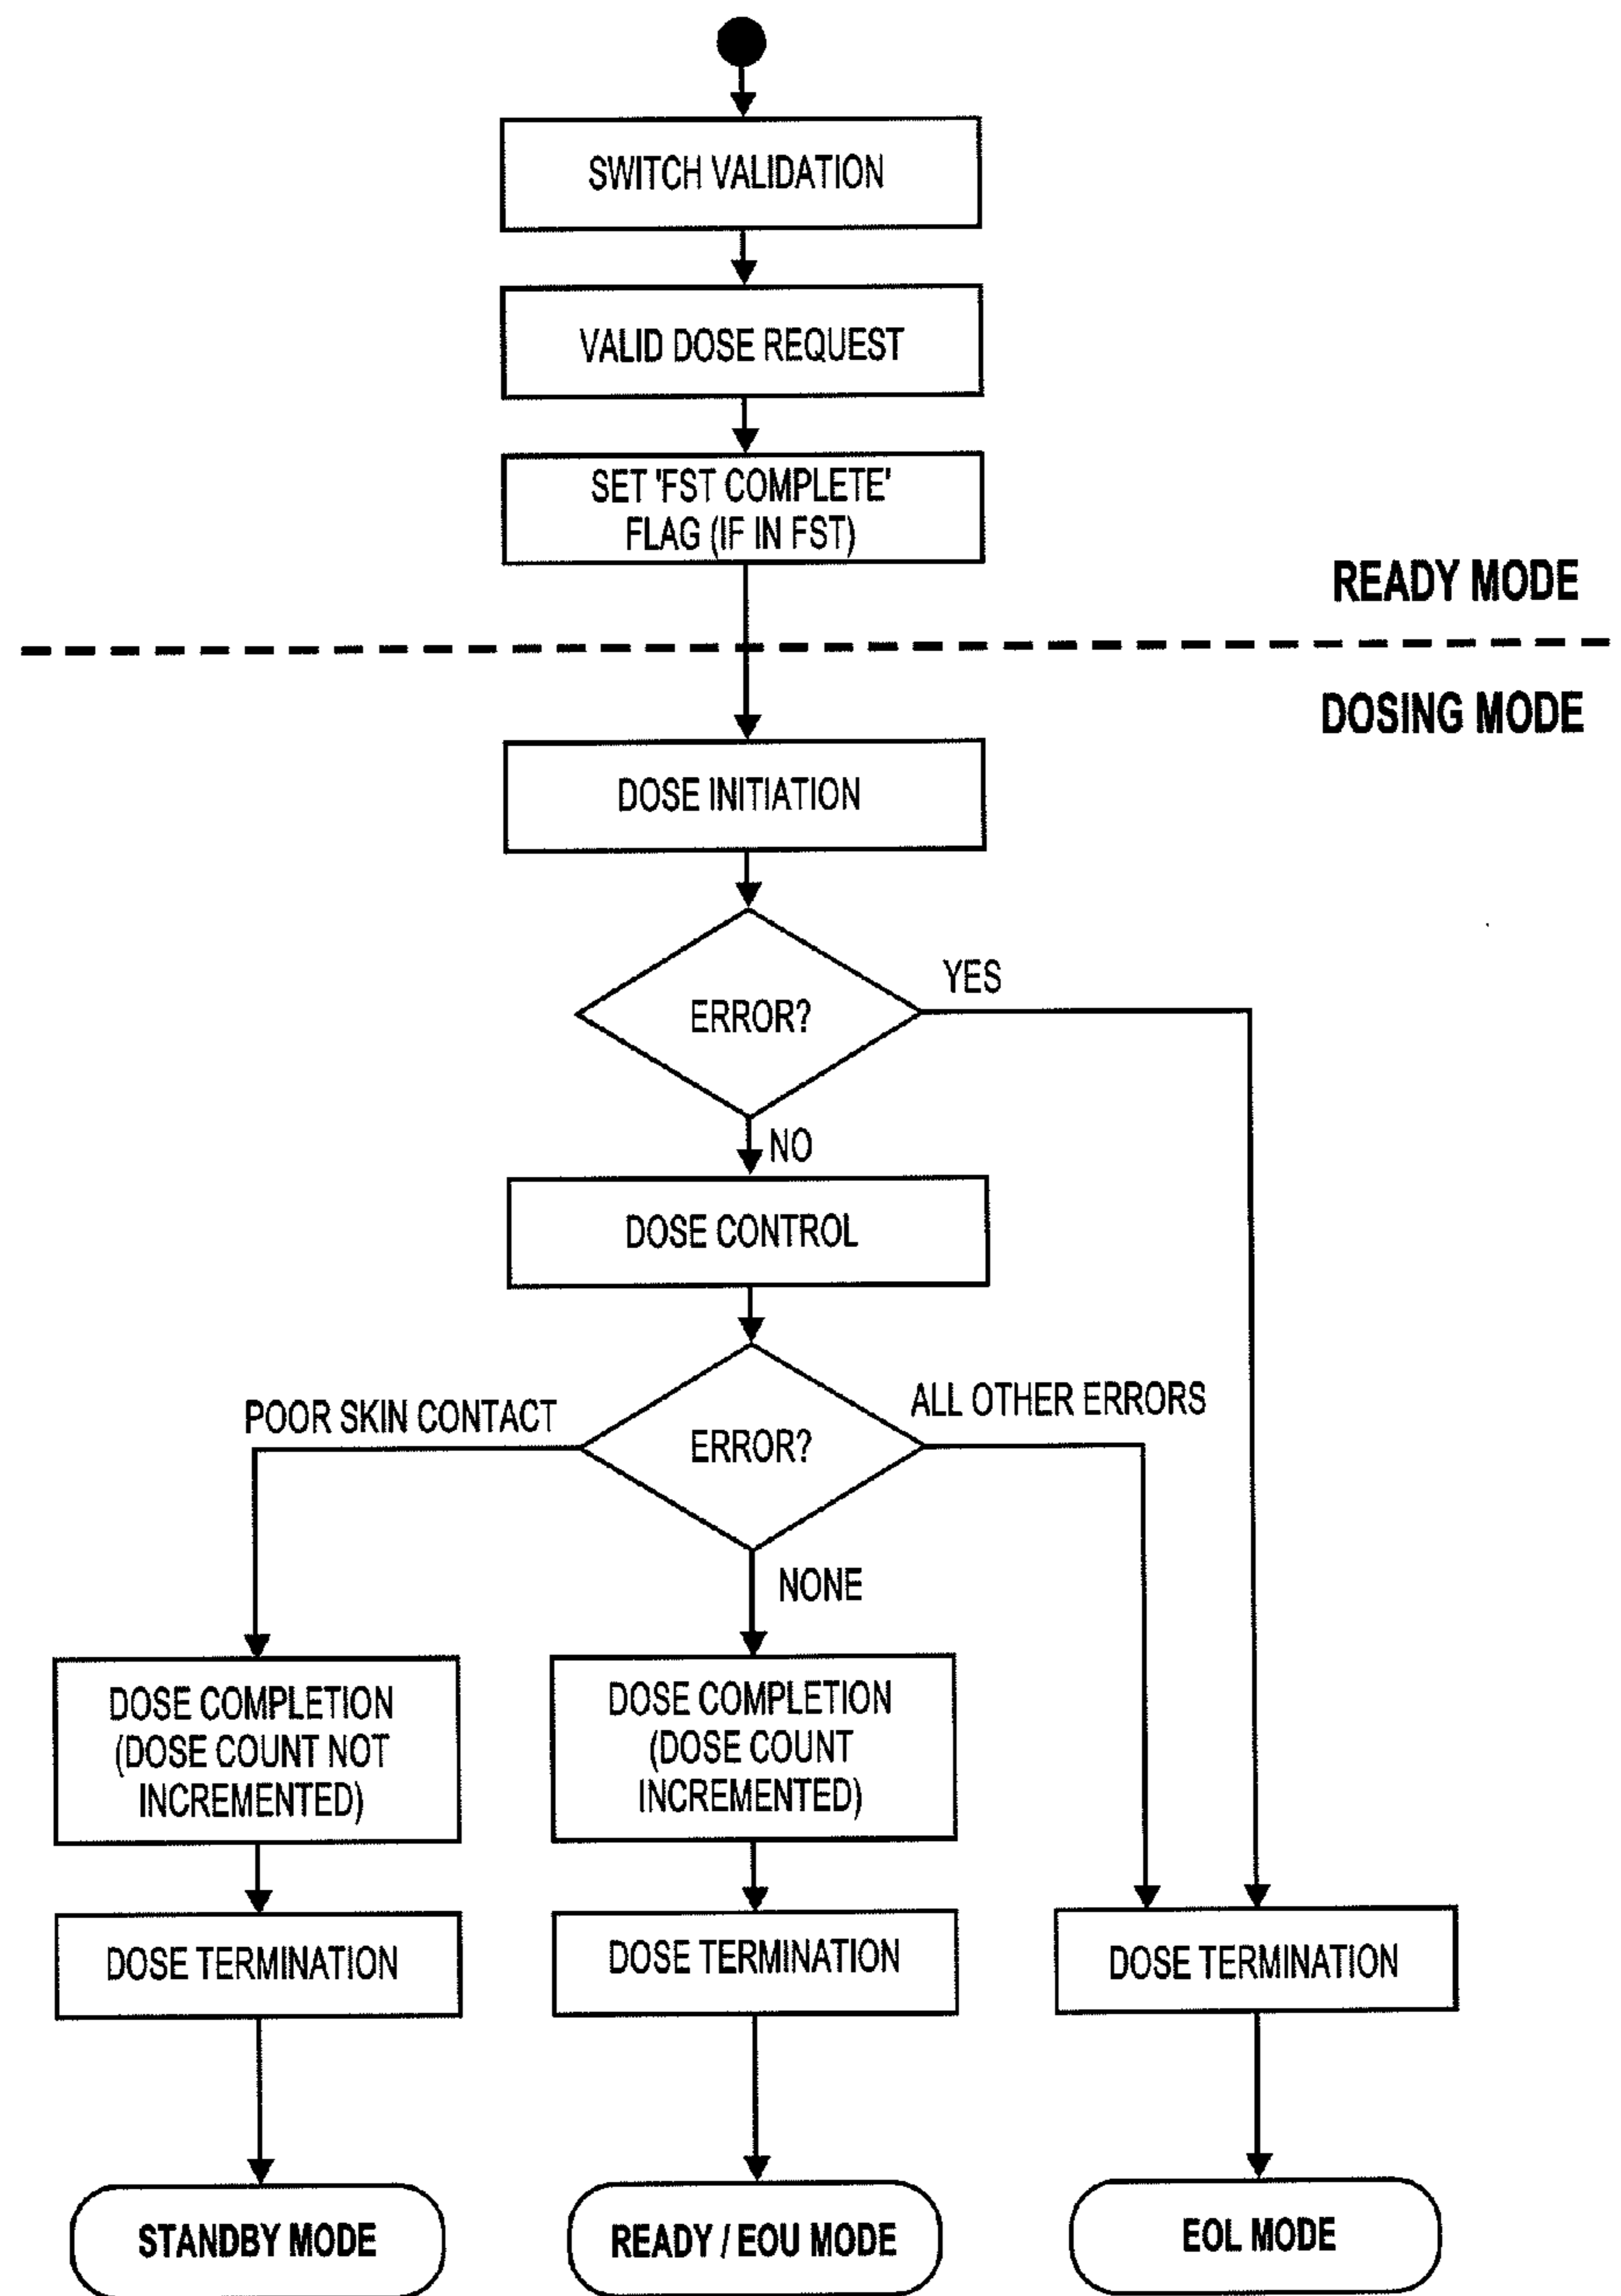 SWITCH VALIDATION
VALID DOSE REQUEST
SET 'FST COMPLETE'
FLAG (IF IN FST)
READY MODE
DOSING MODE
DOSE INITIATION
ERROR?
YES
NO
DOSE CONTROL
POOR SKIN CONTACT
ERROR?
ALL OTHER ERRORS
NONE
DOSE COMPLETION
(DOSE COUNT NOT
INCREMENTED)
DOSE COMPLETION
(DOSE COUNT
INCREMENTED)
DOSE TERMINATION
DOSE TERMINATION
DOSE TERMINATION
STANDBY MODE
READY / EOU MODE
EOL MODE